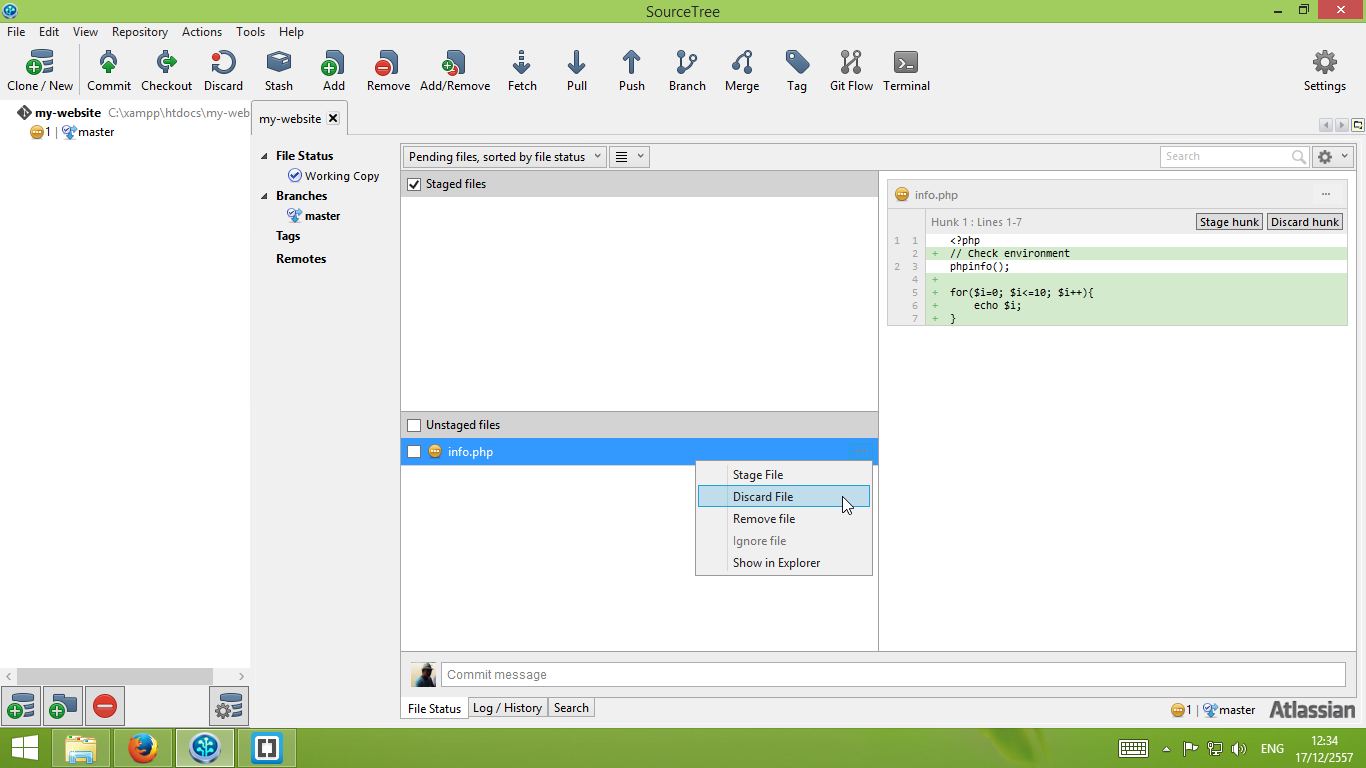 SourceTree
File Edit View Repository Actions Tools Help
Clone / New Commit Checkout Discard Stash Add Remove Add/Remove Fetch Pull Push Branch Merge Tag Git Flow Terminal Settings
my-website C:\xampp\htdocs\my-web
1 | master
my-website
File Status
Working Copy
Branches
master
Tags
Remotes
Pending files, sorted by file status
Search
Staged files
Unstaged files
info.php
Stage File
Discard File
Remove file
Ignore file
Show in Explorer
info.php
Hunk 1 : Lines 1-7 Stage hunk Discard hunk
1 1 <?php
2 + // Check environment
2 3 phpinfo();
4 +
5 + for($i=0; $i<=10; $i++){
6 + echo $i;
7 + }
Commit message
File Status Log / History Search
1 | master Atlassian
ENG
12:34
17/12/2557